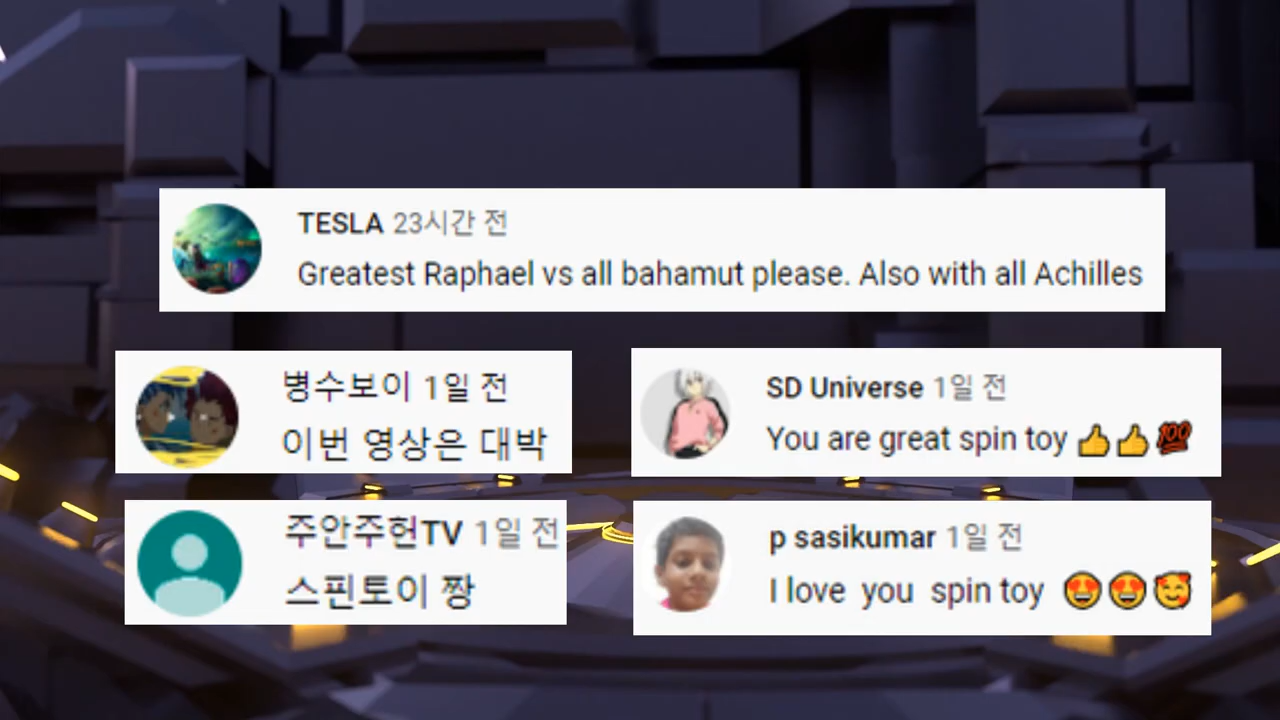 TESLA 23시간 전
Greatest Raphael vs all bahamut please. Also with all Achilles
병수보이 1일 전
이번 영상은 대박
SD Universe 1일 전
You are great spin toy 👍👍💯
주안주헌TV 1일 전
스핀토이 짱
p sasikumar 1일 전
I love you spin toy 😍😍🥰